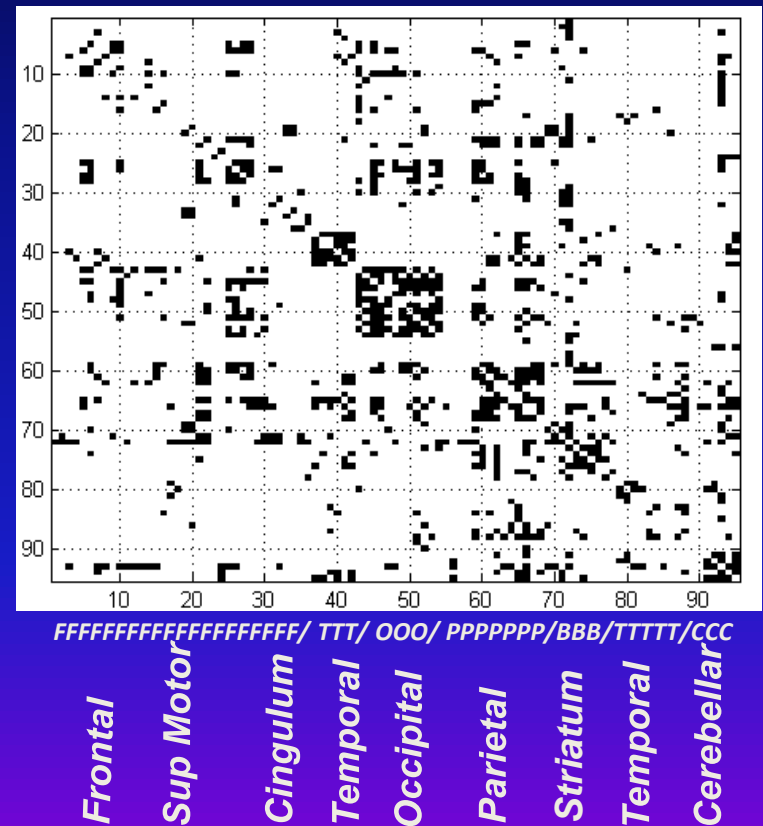 10
20
30
40
50
60
70
80
90
10 20 30 40 50 60 70 80 90
FFFFFFFFFFFFFFFFFFFF/ TTT/ OOO/ PPPPPPP/BBB/TTTTT/CCC
Frontal
Sup Motor
Cingulum
Temporal
Occipital
Parietal
Striatum
Temporal
Cerebellar